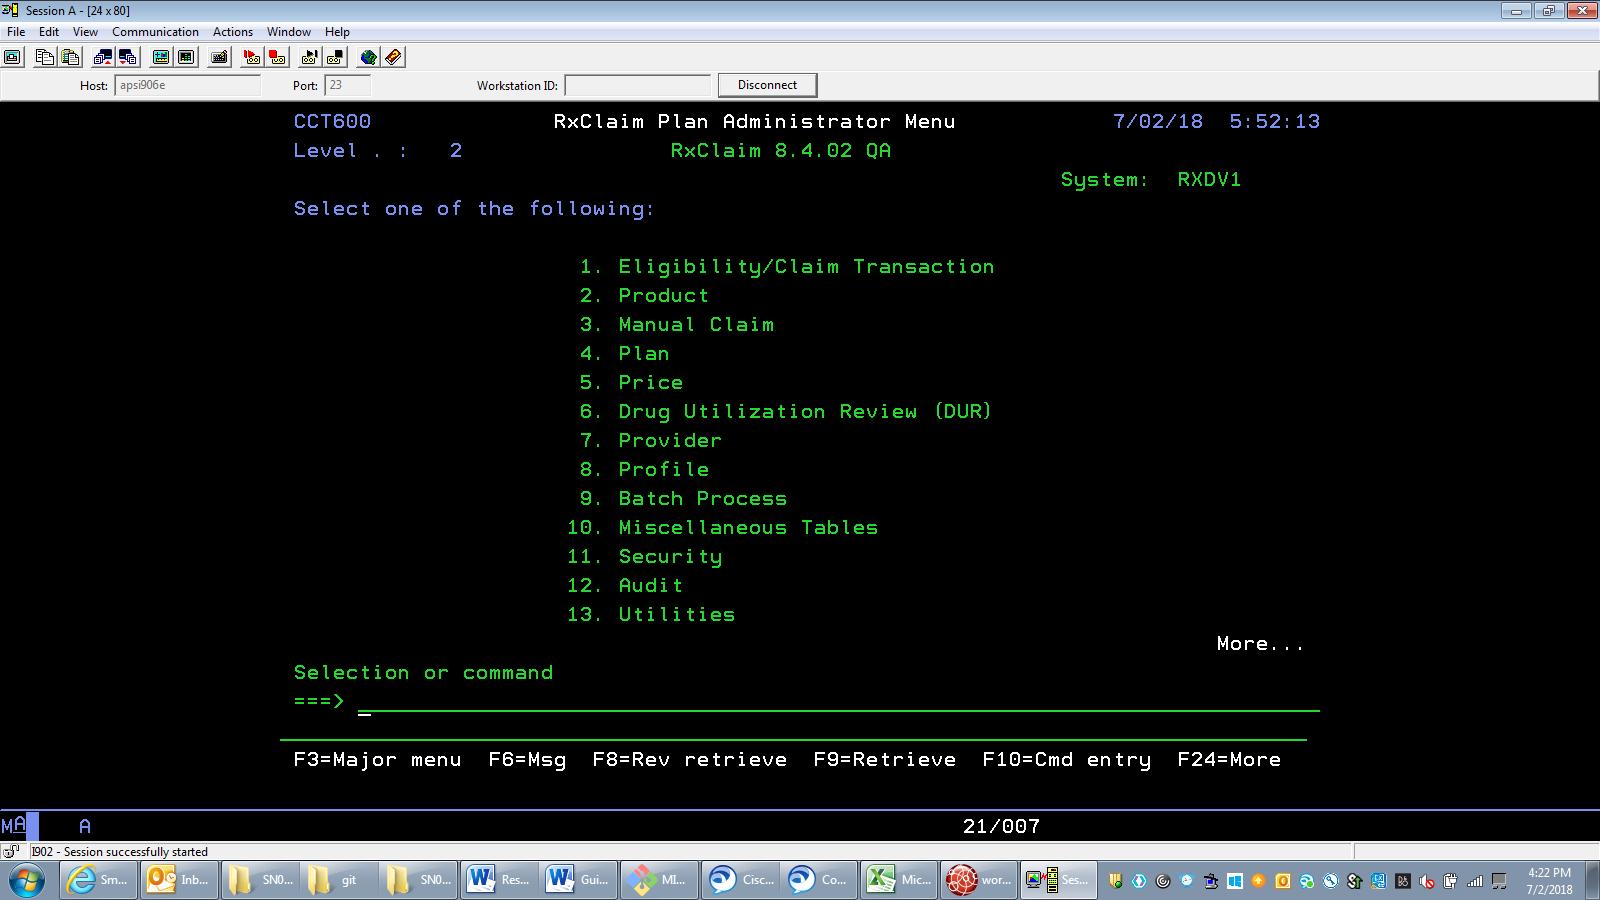 Session A - [24 x 80]
File Edit View Communication Actions Window Help
Host: apsi906e Port: 23 Workstation ID: Disconnect
CCT600 RxClaim Plan Administrator Menu 7/02/18 5:52:13
Level . : 2 RxClaim 8.4.02 QA
System: RXDV1
Select one of the following:
1. Eligibility/Claim Transaction
2. Product
3. Manual Claim
4. Plan
5. Price
6. Drug Utilization Review (DUR)
7. Provider
8. Profile
9. Batch Process
10. Miscellaneous Tables
11. Security
12. Audit
13. Utilities
More...
Selection or command
===>
F3=Major menu F6=Msg F8=Rev retrieve F9=Retrieve F10=Cmd entry F24=More
MA A 21/007
I902 - Session successfully started
Sm... Inb... SN0... git SN0... Res... Gui... MI... Cisc... Co... Mic... wor... Ses... 4:22 PM
7/2/2018